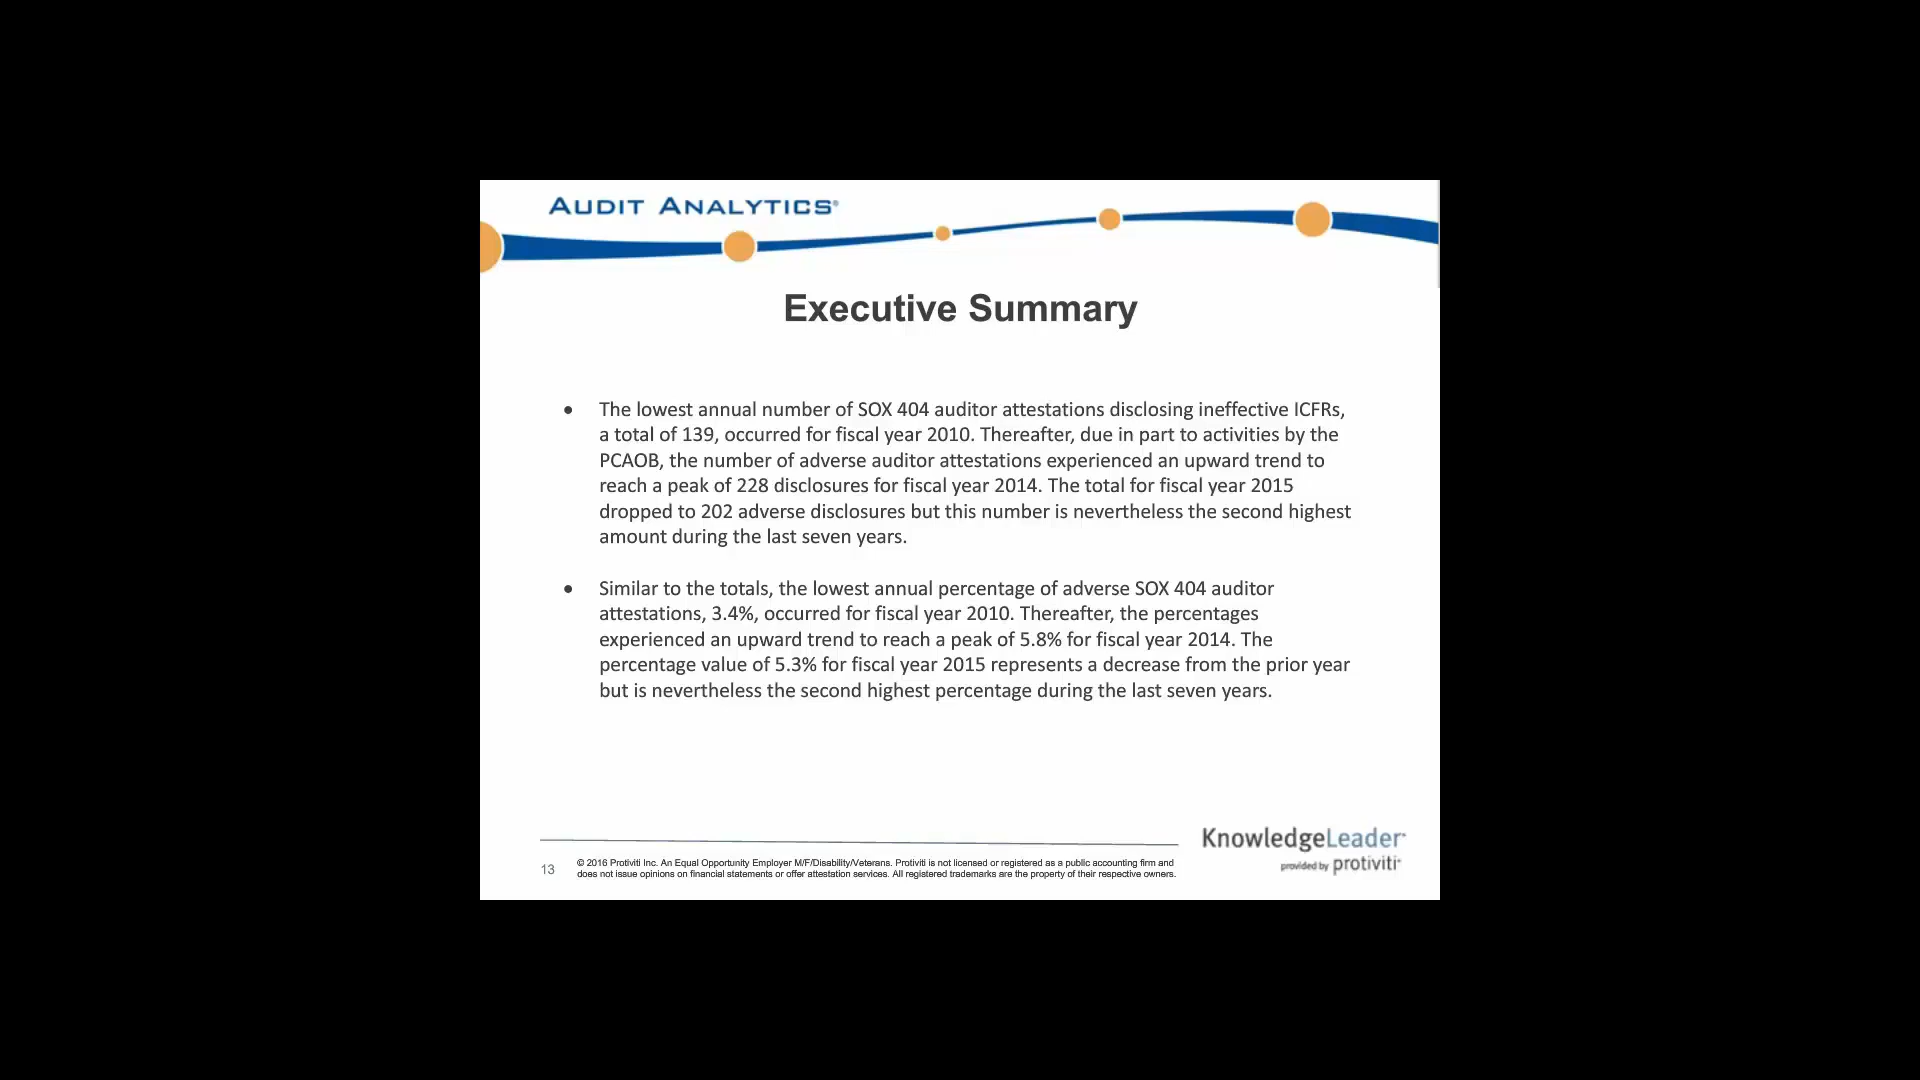 AUDIT ANALYTICS®
Executive Summary
• The lowest annual number of SOX 404 auditor attestations disclosing ineffective ICFRs,
a total of 139, occurred for fiscal year 2010. Thereafter, due in part to activities by the
PCAOB, the number of adverse auditor attestations experienced an upward trend to
reach a peak of 228 disclosures for fiscal year 2014. The total for fiscal year 2015
dropped to 202 adverse disclosures but this number is nevertheless the second highest
amount during the last seven years.
• Similar to the totals, the lowest annual percentage of adverse SOX 404 auditor
attestations, 3.4%, occurred for fiscal year 2010. Thereafter, the percentages
experienced an upward trend to reach a peak of 5.8% for fiscal year 2014. The
percentage value of 5.3% for fiscal year 2015 represents a decrease from the prior year
but is nevertheless the second highest percentage during the last seven years.
KnowledgeLeader
provided by protiviti
13
© 2016 Protiviti Inc. An Equal Opportunity Employer M/F/Disability/Veterans. Protiviti is not licensed or registered as a public accounting firm and
does not issue opinions on financial statements or offer attestation services. All registered trademarks are the property of their respective owners.